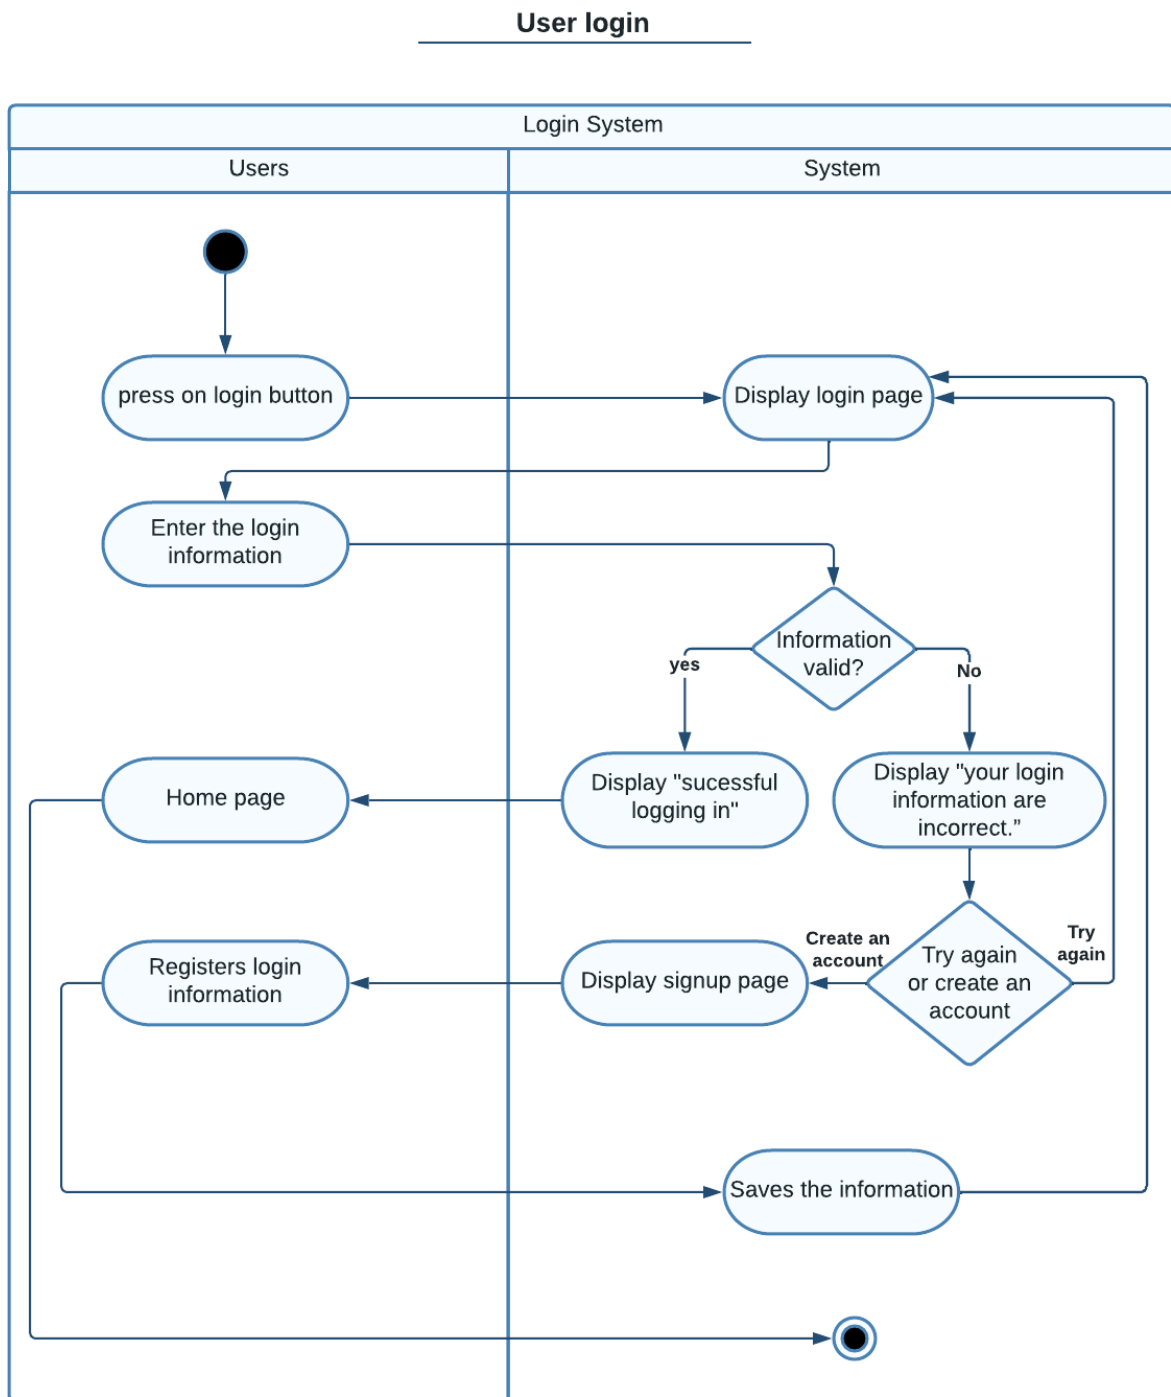 User login
Login System
Users
System
press on login button
Display login page
Enter the login
information
Information
valid?
yes
No
Home page
Display "sucessful
logging in"
Display "your login
information are
incorrect.”
Registers login
information
Display signup page
Create an
account
Try again
or create an
account
Try
again
Saves the information